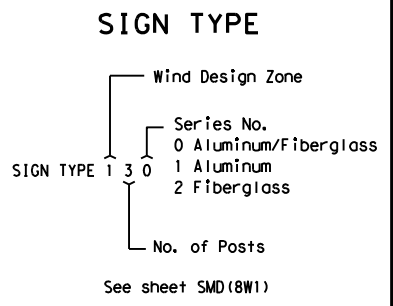 SIGN TYPE
Wind Design Zone
Series No.
0 Aluminum/Fiberglass
SIGN TYPE 1 3 0
1 Aluminum
2 Fiberglass
No. of Posts
See sheet SMD(8W1)